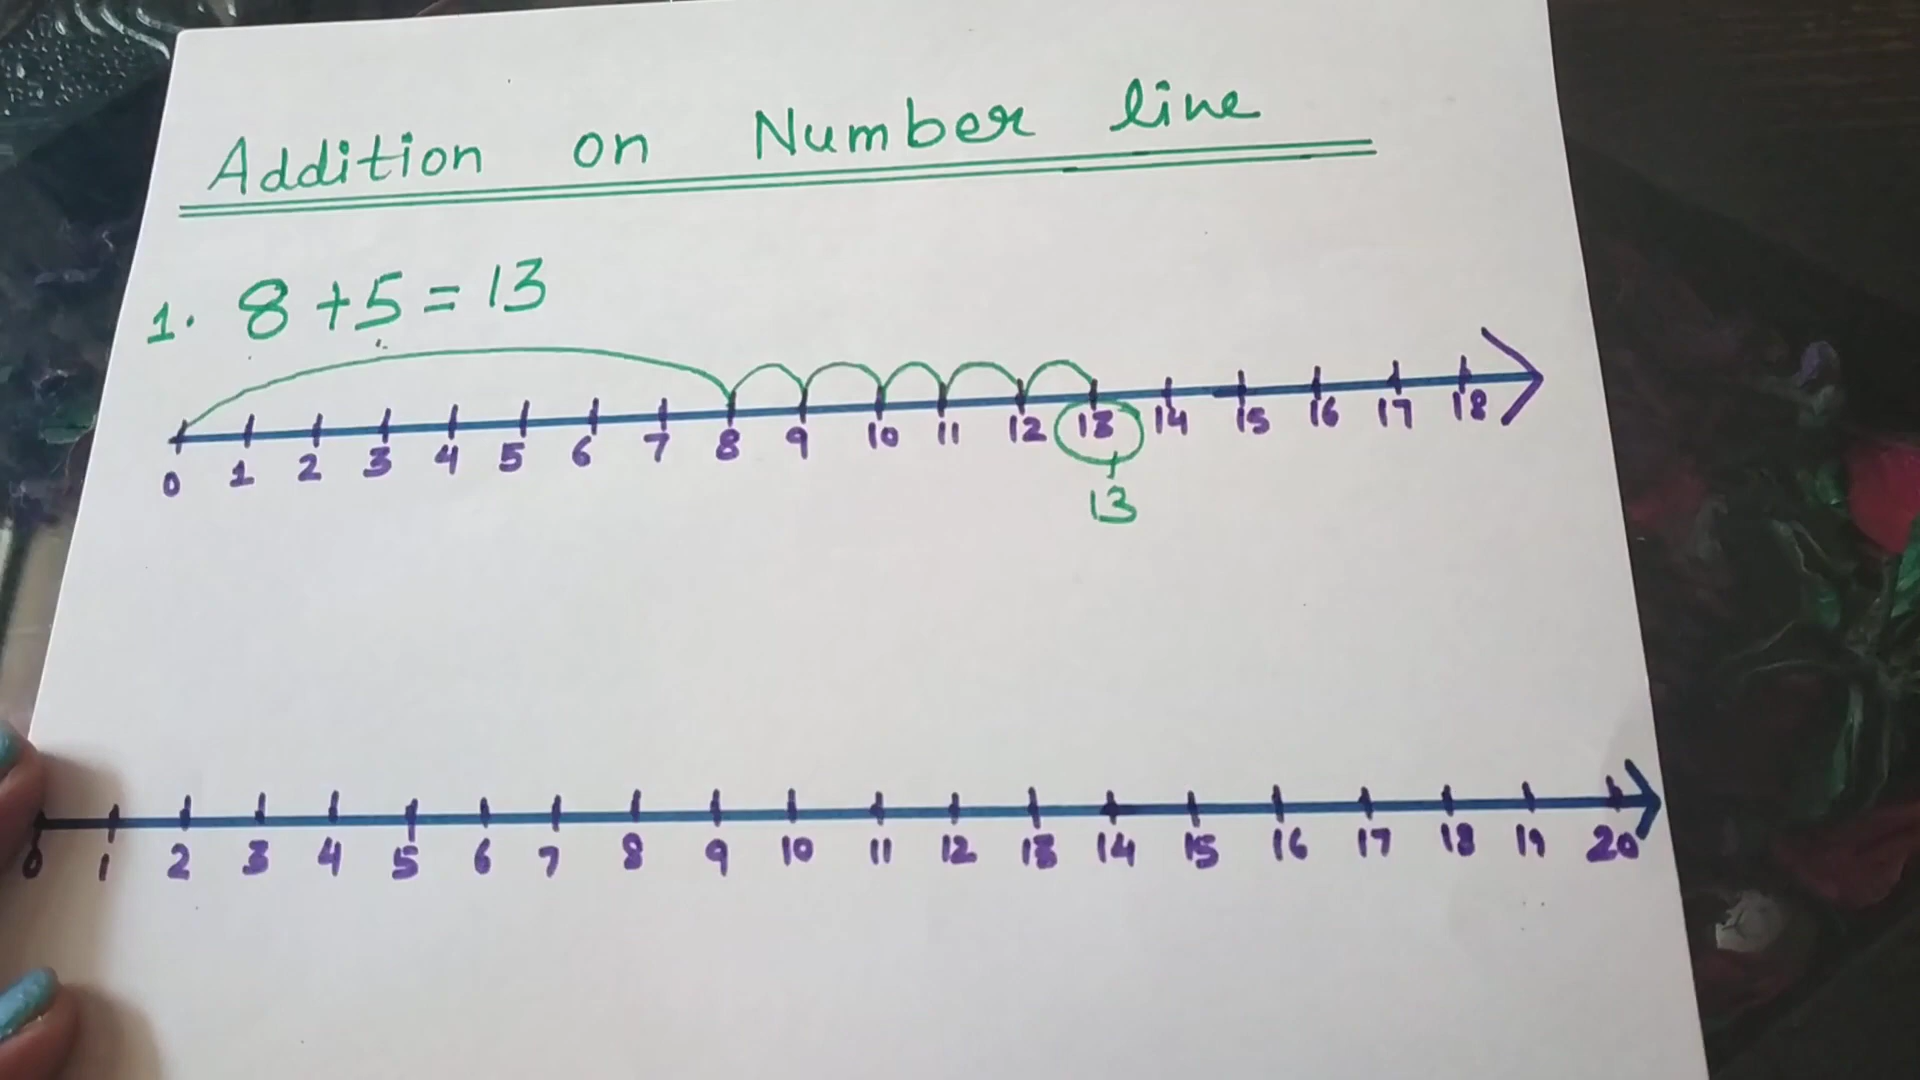 Addition on Number line
1. 8+5=13
0 1 2 3 4 5 6 7 8 9 10 11 12 13 14 15 16 17 18
13
0 1 2 3 4 5 6 7 8 9 10 11 12 13 14 15 16 17 18 19 20